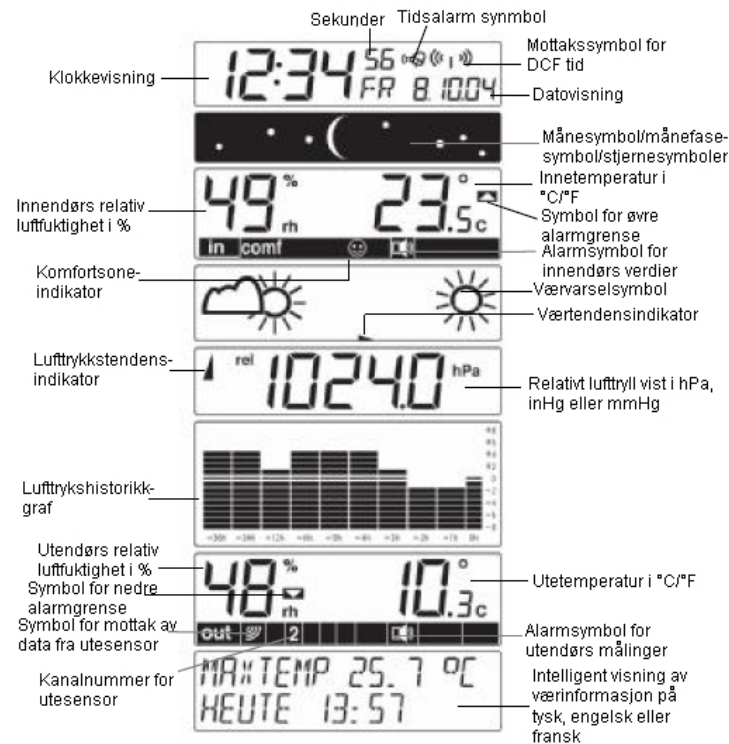 Sekunder
Tidsalarm synmbol
Mottakssymbol for
DCF tid
Klokkevisning
12:34
56
FR 8.10.04
Datovisning
Månesymbol/månefase-
symbol/stjernesymboler
Innendørs relativ
luftfuktighet i %
49 % rh
23.5 ° c
Innetemperatur i
°C/°F
Symbol for øvre
alarmgrense
in comf
Alarmsymbol for
innendørs verdier
Komfortsone-
indikator
Værvarselsymbol
Værtendensindikator
Lufttrykkstendens-
indikator
rel 1024.0 hPa
Relativt lufttryll vist i hPa,
inHg eller mmHg
Lufttrykshistorikk-
graf
Utendørs relativ
luftfuktighet i %
48 % rh
10.3 ° c
Utetemperatur i °C/°F
Symbol for nedre
alarmgrense
Symbol for mottak av
data fra utesensor
out 2
Alarmsymbol for
utendørs målinger
Kanalnummer for
utesensor
MAXTEMP 25.7 ºC
HEUTE 13:57
Intelligent visning av
værinformasjon på
tysk, engelsk eller
fransk